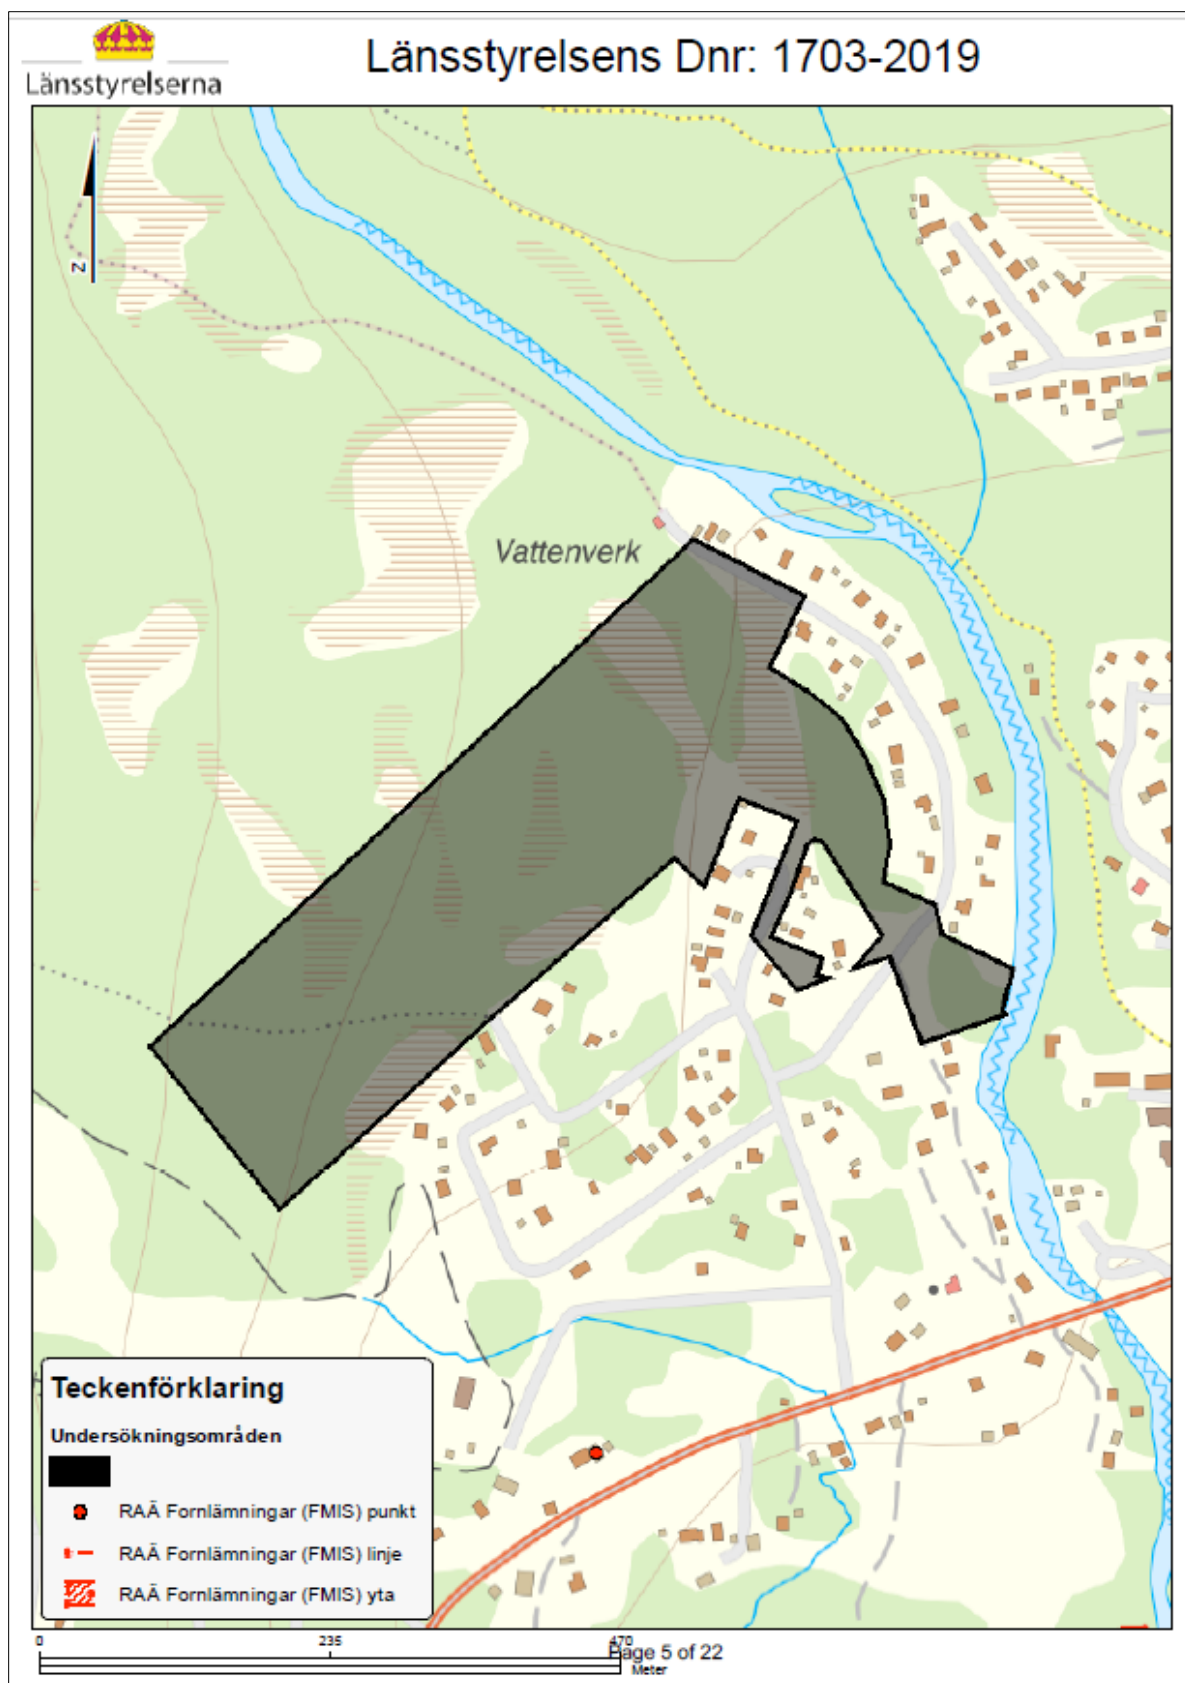 Länsstyrelserna
Länsstyrelsens Dnr: 1703-2019
N
Vattenverk
Teckenförklaring
Undersökningsområden
RAÄ Fornlämningar (FMIS) punkt
RAÄ Fornlämningar (FMIS) linje
RAÄ Fornlämningar (FMIS) yta
0 235 470
Page 5 of 22
Meter